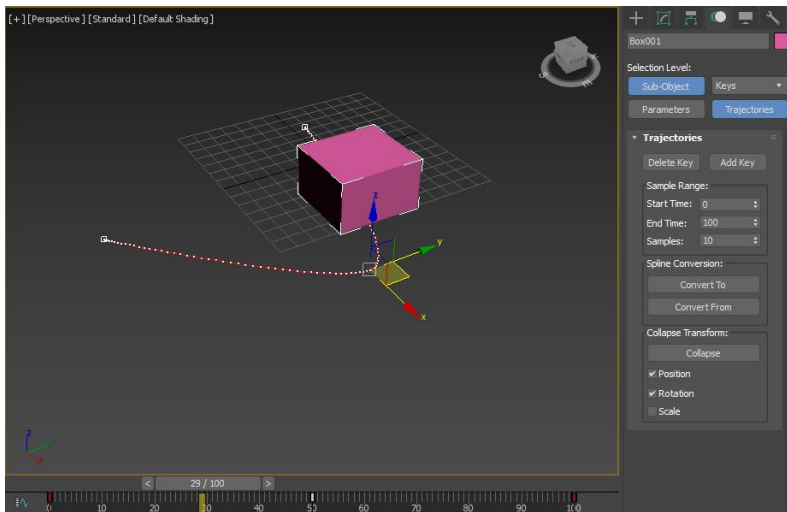 [+] [Perspective ] [Standard ] [Default Shading ]
Box001
Selection Level:
Sub-Object Keys
Parameters Trajectories
Trajectories
Delete Key Add Key
Sample Range:
Start Time: 0
End Time: 100
Samples: 10
Spline Conversion:
Convert To
Convert From
Collapse Transform:
Collapse
Position
Rotation
Scale
z
y
x
z
y
x
< 29 / 100 >
0 10 20 30 40 50 60 70 80 90 100